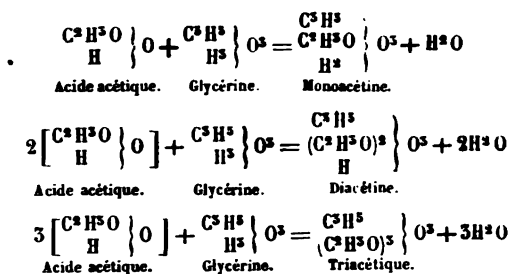 C³H⁵
C²H³O } O + C³H⁵ } O³ = C²H³O } O³ + H²O
H H³ H²
Acide acétique. Glycérine. Monoacétine.
C³H⁵
2 [ C²H³O } O ] + C³H⁵ } O³ = (C²H³O)² } O³ + 2H²O
H H³ H
Acide acétique. Glycérine. Diacétine.
3 [ C²H³O } O ] + C³H⁵ } O³ = C³H⁵ } O³ + 3H²O
H H³ (C²H³O)³
Acide acétique. Glycérine. Triacétique.